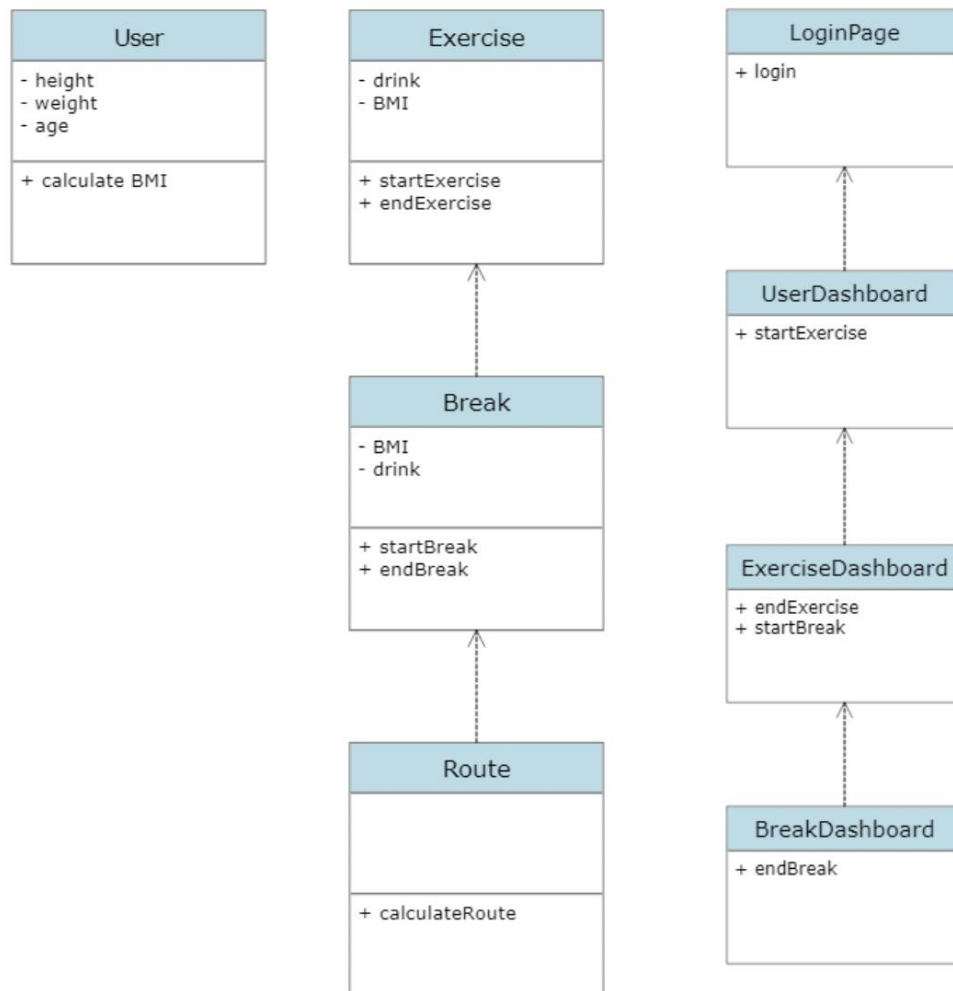 User
- height
- weight
- age
+ calculate BMI
Exercise
- drink
- BMI
+ startExercise
+ endExercise
Break
- BMI
- drink
+ startBreak
+ endBreak
Route
+ calculateRoute
LoginPage
+ login
UserDashboard
+ startExercise
ExerciseDashboard
+ endExercise
+ startBreak
BreakDashboard
+ endBreak